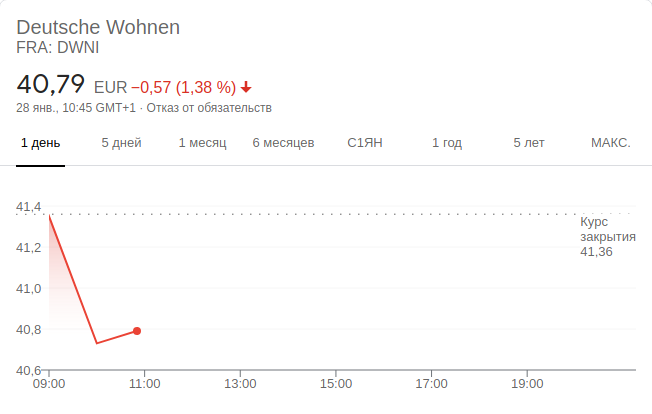 Deutsche Wohnen
FRA: DWNI
40,79 EUR −0,57 (1,38 %)
28 янв., 10:45 GMT+1 · Отказ от обязательств
1 день 5 дней 1 месяц 6 месяцев С1ЯН 1 год 5 лет МАКС.
41,4
Курс
закрытия
41,36
41,2
41,0
40,8
40,6
09:00 11:00 13:00 15:00 17:00 19:00